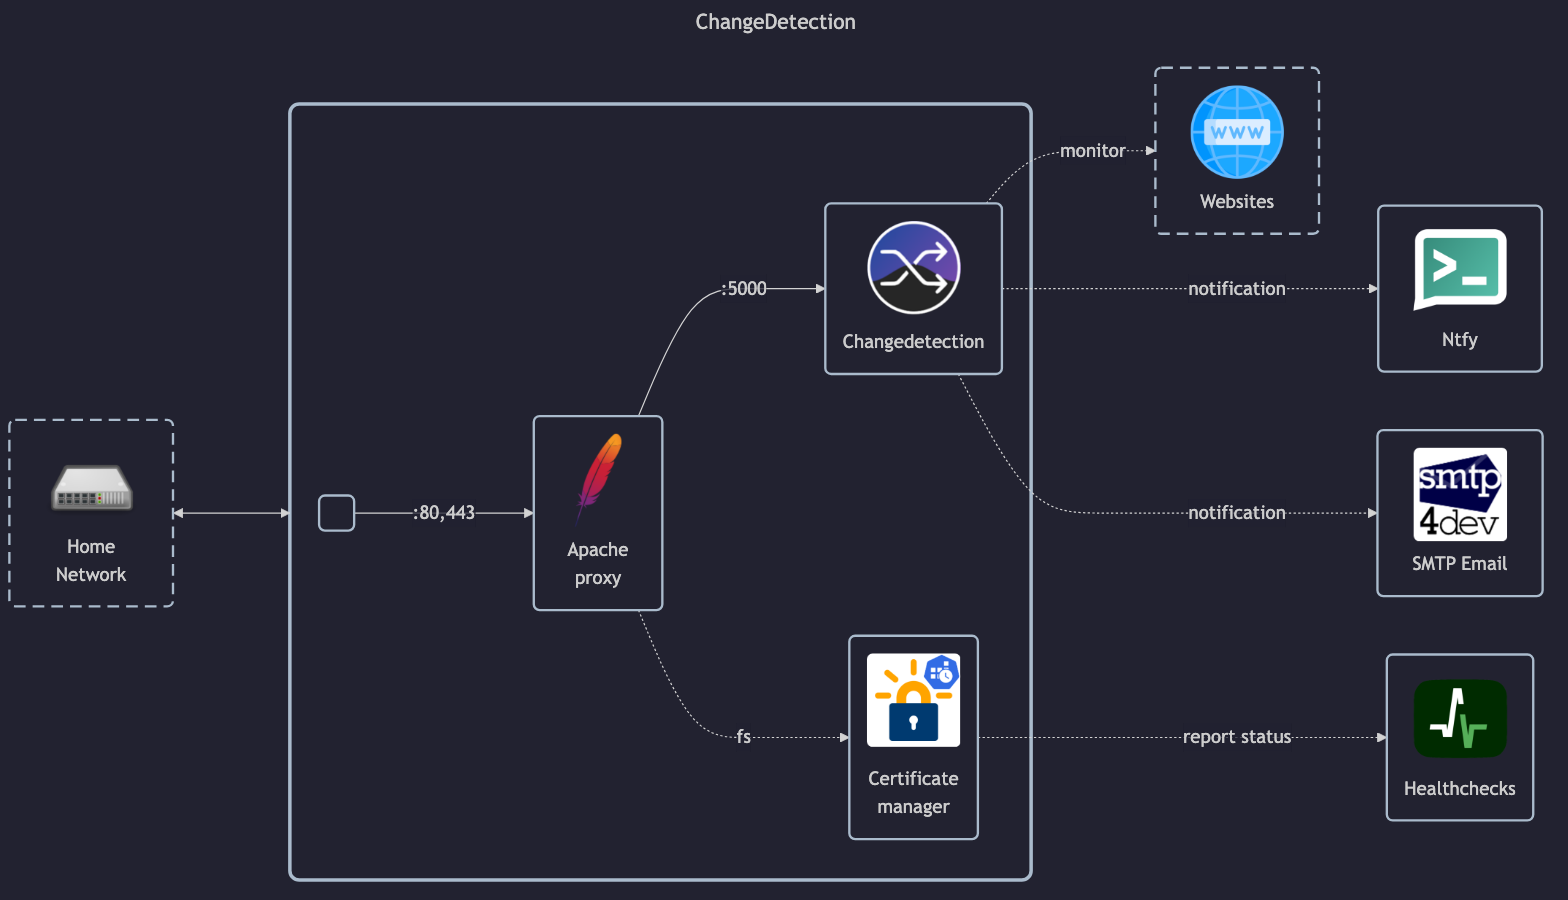 ChangeDetection
WWW
Websites
monitor
:5000
Changedetection
notification
>_
Ntfy
Home
Network
:80,443
Apache
proxy
notification
smtp
4dev
SMTP Email
fs
Certificate
manager
report status
Healthchecks